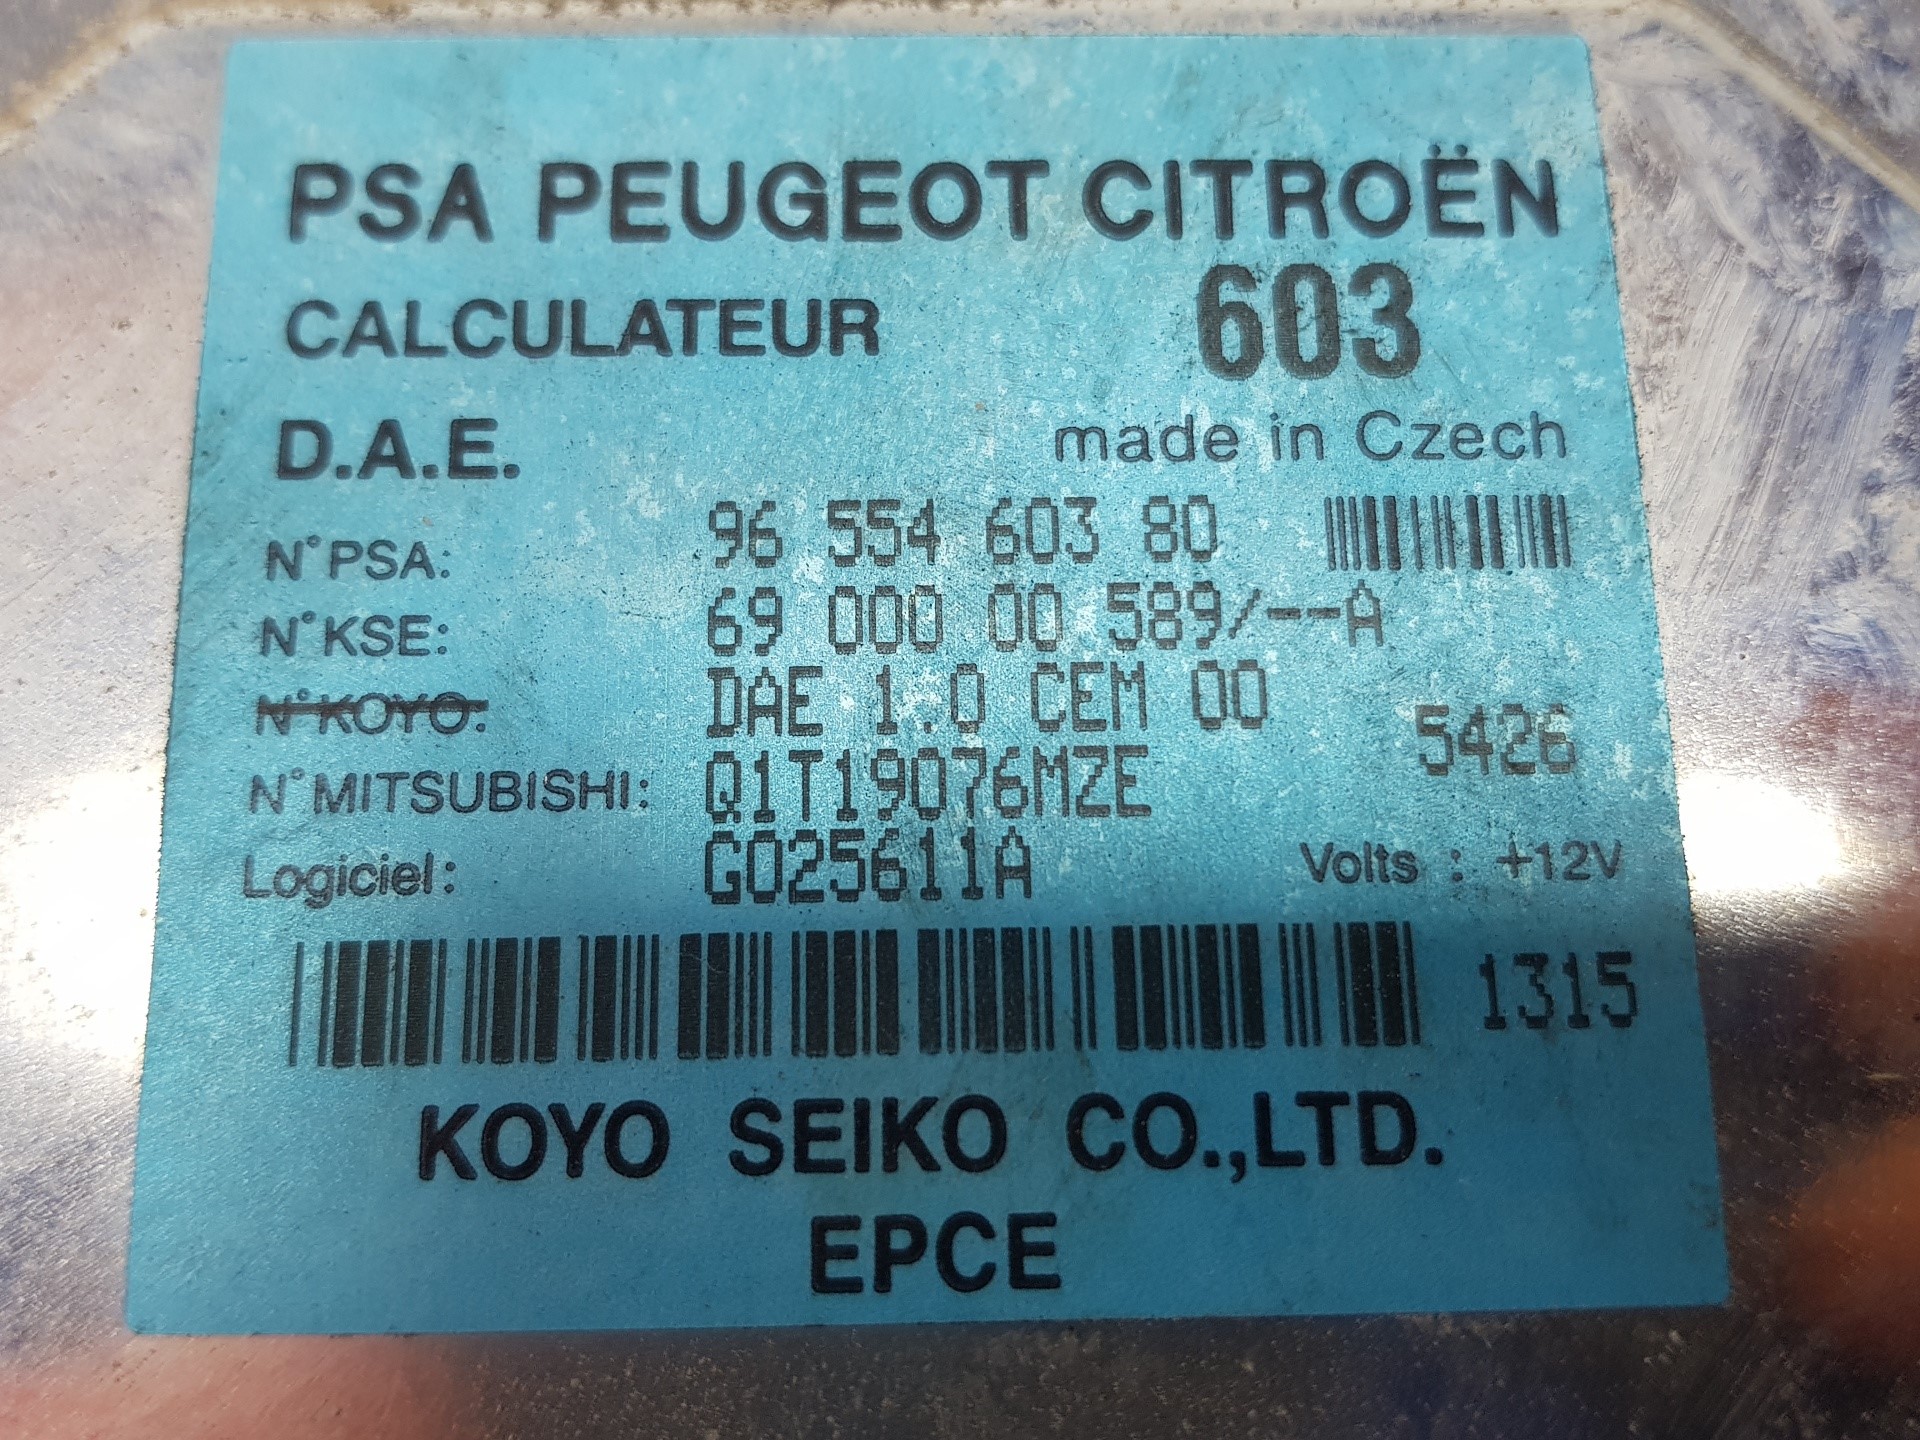 PSA PEUGEOT CITROËN
CALCULATEUR 603
D.A.E. made in Czech
N°PSA: 96 554 603 80
N°KSE: 69 000 00 589/--A
N°KOYO: DAE 1.0 CEM 00
5426
N°MITSUBISHI: Q1T19076MZE
Logiciel: G025611A Volts : +12V
1315
KOYO SEIKO CO.,LTD.
EPCE